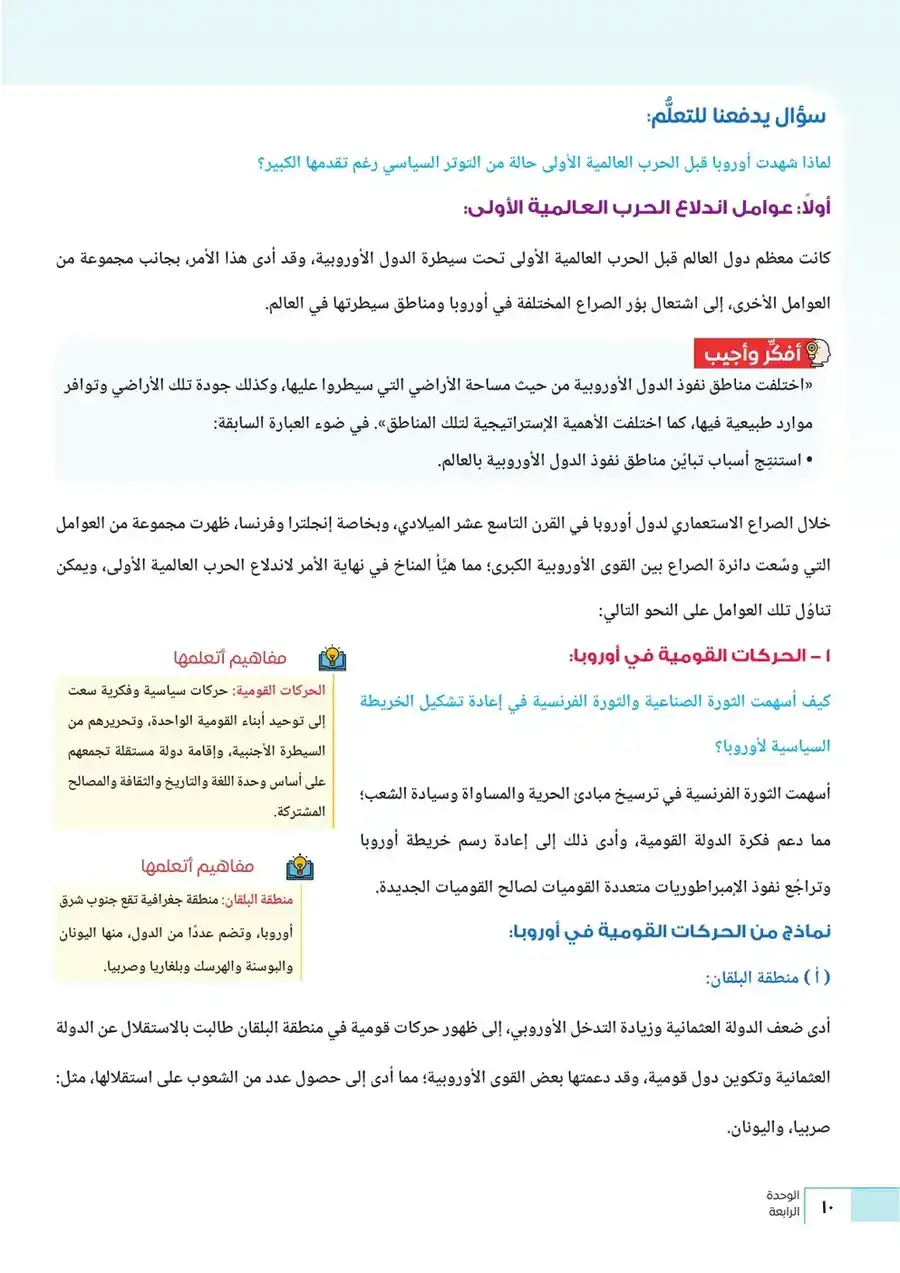 سؤال يدفعنا للتعلُّم:
لماذا شهدت أوروبا قبل الحرب العالمية الأولى حالة من التوتر السياسي رغم تقدمها الكبير؟
أولًا: عوامل اندلاع الحرب العالمية الأولى:
كانت معظم دول العالم قبل الحرب العالمية الأولى تحت سيطرة الدول الأوروبية، وقد أدى هذا الأمر، بجانب مجموعة من
العوامل الأخرى، إلى اشتعال بؤر الصراع المختلفة في أوروبا ومناطق سيطرتها في العالم.
أفكِّر وأجيب
«اختلفت مناطق نفوذ الدول الأوروبية من حيث مساحة الأراضي التي سيطروا عليها، وكذلك جودة تلك الأراضي وتوافر
موارد طبيعية فيها، كما اختلفت الأهمية الإستراتيجية لتلك المناطق». في ضوء العبارة السابقة:
• استنتِج أسباب تبايُن مناطق نفوذ الدول الأوروبية بالعالم.
خلال الصراع الاستعماري لدول أوروبا في القرن التاسع عشر الميلادي، وبخاصة إنجلترا وفرنسا، ظهرت مجموعة من العوامل
التي وسَّعت دائرة الصراع بين القوى الأوروبية الكبرى؛ مما هيَّأ المناخ في نهاية الأمر لاندلاع الحرب العالمية الأولى، ويمكن
تناوُل تلك العوامل على النحو التالي:
١ – الحركات القومية في أوروبا:
كيف أسهمت الثورة الصناعية والثورة الفرنسية في إعادة تشكيل الخريطة
السياسية لأوروبا؟
أسهمت الثورة الفرنسية في ترسيخ مبادئ الحرية والمساواة وسيادة الشعب؛
مما دعم فكرة الدولة القومية، وأدى ذلك إلى إعادة رسم خريطة أوروبا
وتراجُع نفوذ الإمبراطوريات متعددة القوميات لصالح القوميات الجديدة.
مفاهيم أتعلمها
الحركات القومية: حركات سياسية وفكرية سعت
إلى توحيد أبناء القومية الواحدة، وتحريرهم من
السيطرة الأجنبية، وإقامة دولة مستقلة تجمعهم
على أساس وحدة اللغة والتاريخ والثقافة والمصالح
المشتركة.
مفاهيم أتعلمها
منطقة البلقان: منطقة جغرافية تقع جنوب شرق
أوروبا، وتضم عددًا من الدول، منها اليونان
والبوسنة والهرسك وبلغاريا وصربيا.
نماذج من الحركات القومية في أوروبا:
( أ ) منطقة البلقان:
أدى ضعف الدولة العثمانية وزيادة التدخل الأوروبي، إلى ظهور حركات قومية في منطقة البلقان طالبت بالاستقلال عن الدولة
العثمانية وتكوين دول قومية، وقد دعمتها بعض القوى الأوروبية؛ مما أدى إلى حصول عدد من الشعوب على استقلالها، مثل:
صربيا، واليونان.
١٠
الوحدة
الرابعة